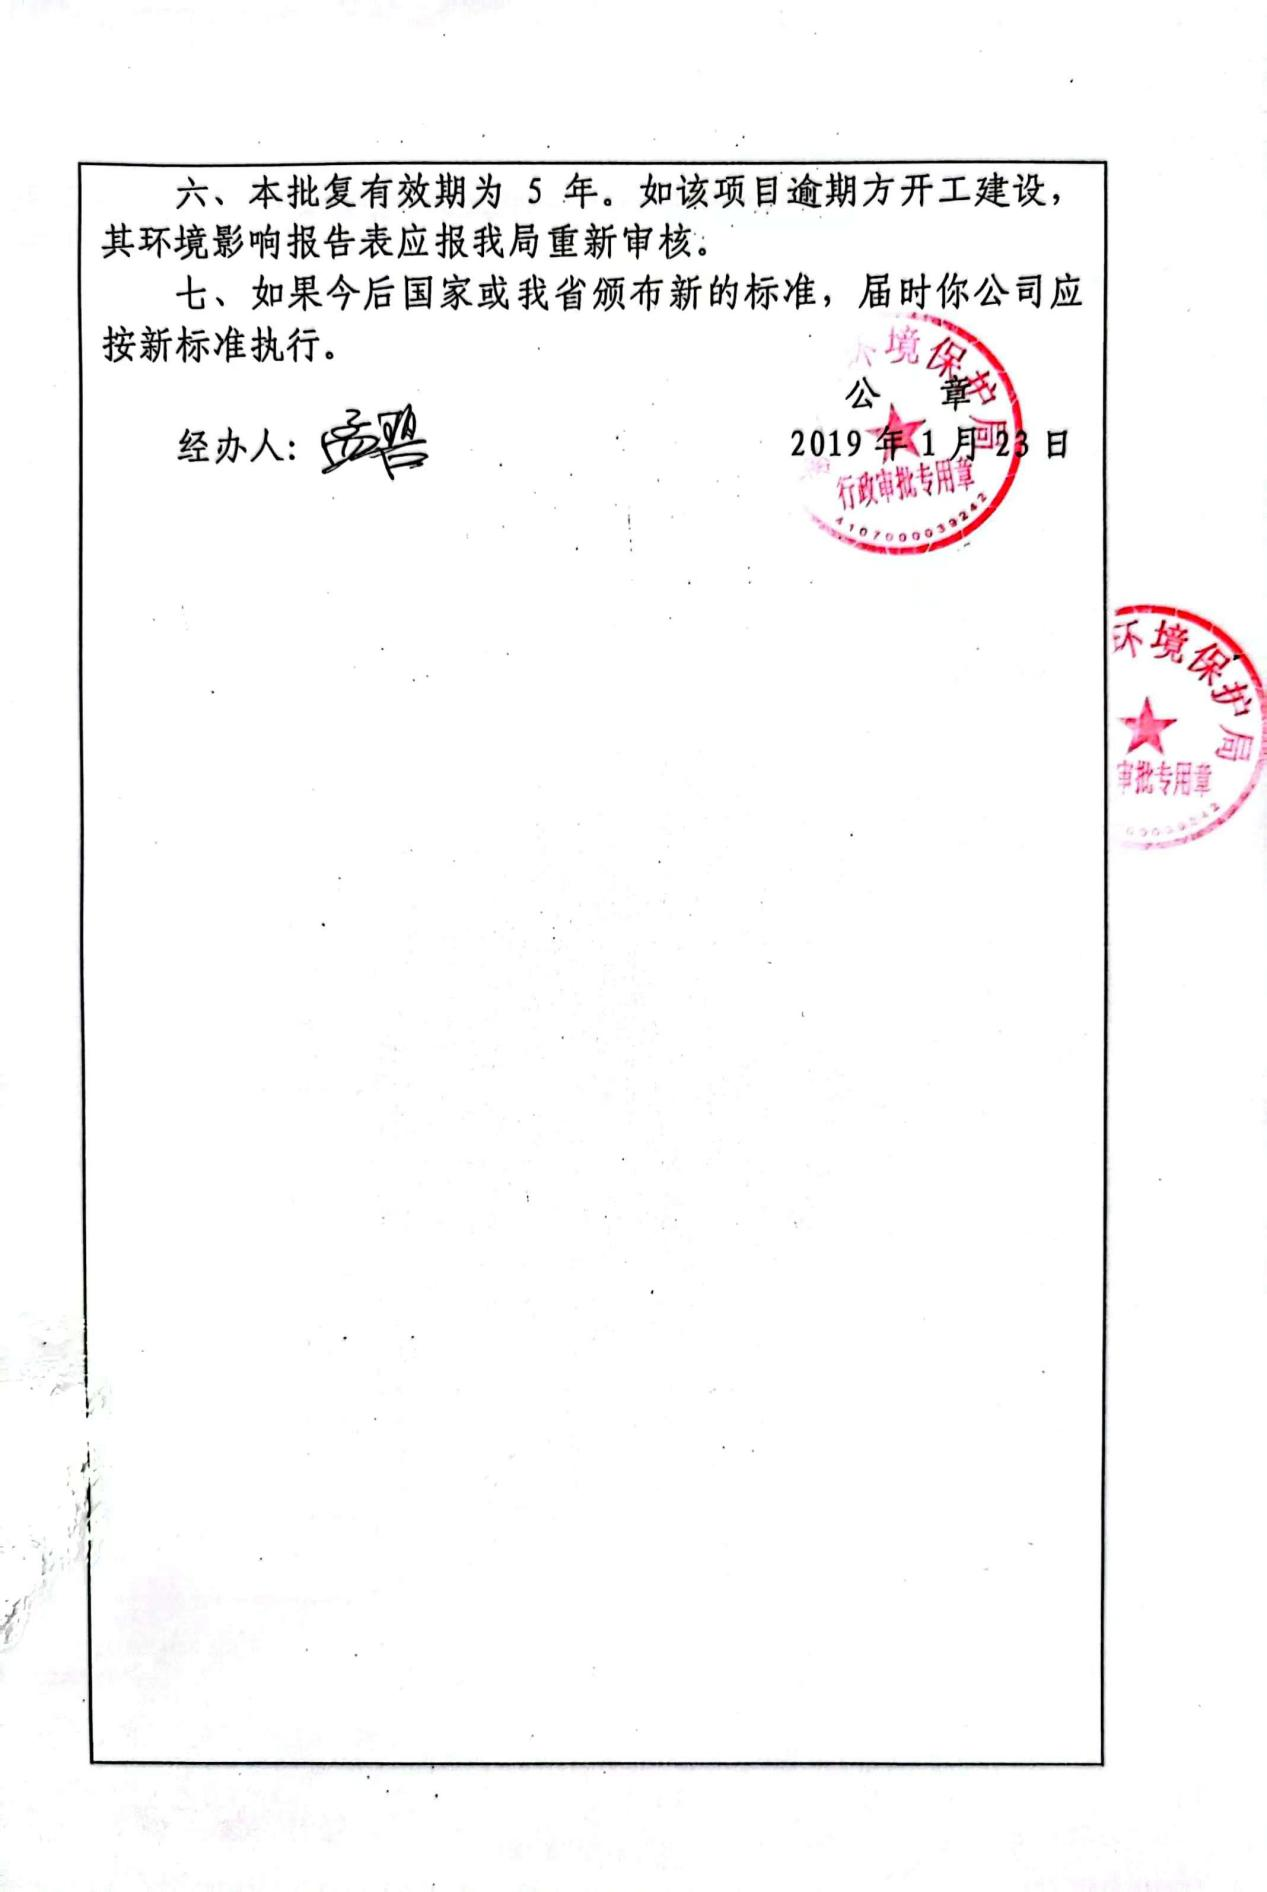 六、本批复有效期为 5 年。如该项目逾期方开工建设，
其环境影响报告表应报我局重新审核。
七、如果今后国家或我省颁布新的标准，届时你公司应
按新标准执行。
环境保护局
公 章
经办人：
2019 年 1 月 23 日
行政审批专用章
4107000039242
环境保护局
审批专用章
00039242